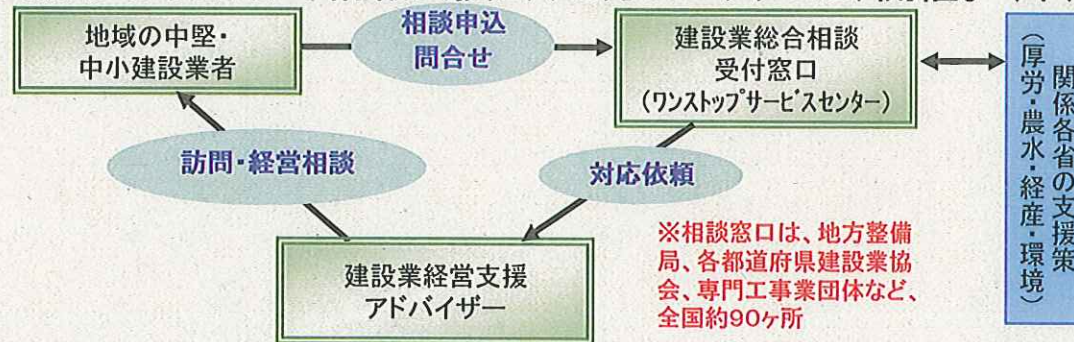 地域の中堅・
中小建設業者
相談申込
問合せ
建設業総合相談
受付窓口
(ワンストップサービスセンター)
関係各省の支援策
(厚労・農水・経産・環境)
訪問・経営相談
対応依頼
建設業経営支援
アドバイザー
※相談窓口は、地方整備
局、各都道府県建設業協
会、専門工事業団体など、
全国約90ヶ所